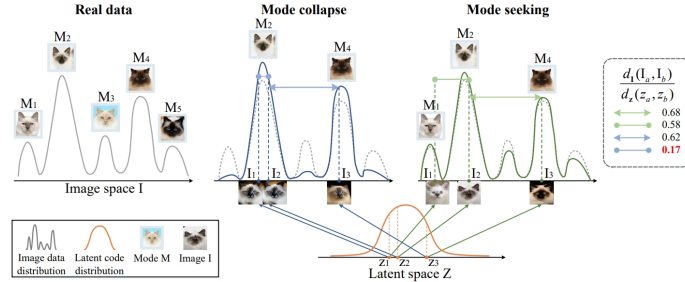 Real data
Mode collapse
Mode seeking
M₁
M₂
M₃
M₄
M₅
Image space I
M₂
M₄
I₁
I₂
I₃
M₁
M₂
M₄
I₁
I₂
I₃
d_I(I_a, I_b)
d_z(z_a, z_b)
0.68
0.58
0.62
0.17
Image data distribution
Latent code distribution
Mode M
Image I
z₁
z₂
z₃
Latent space Z